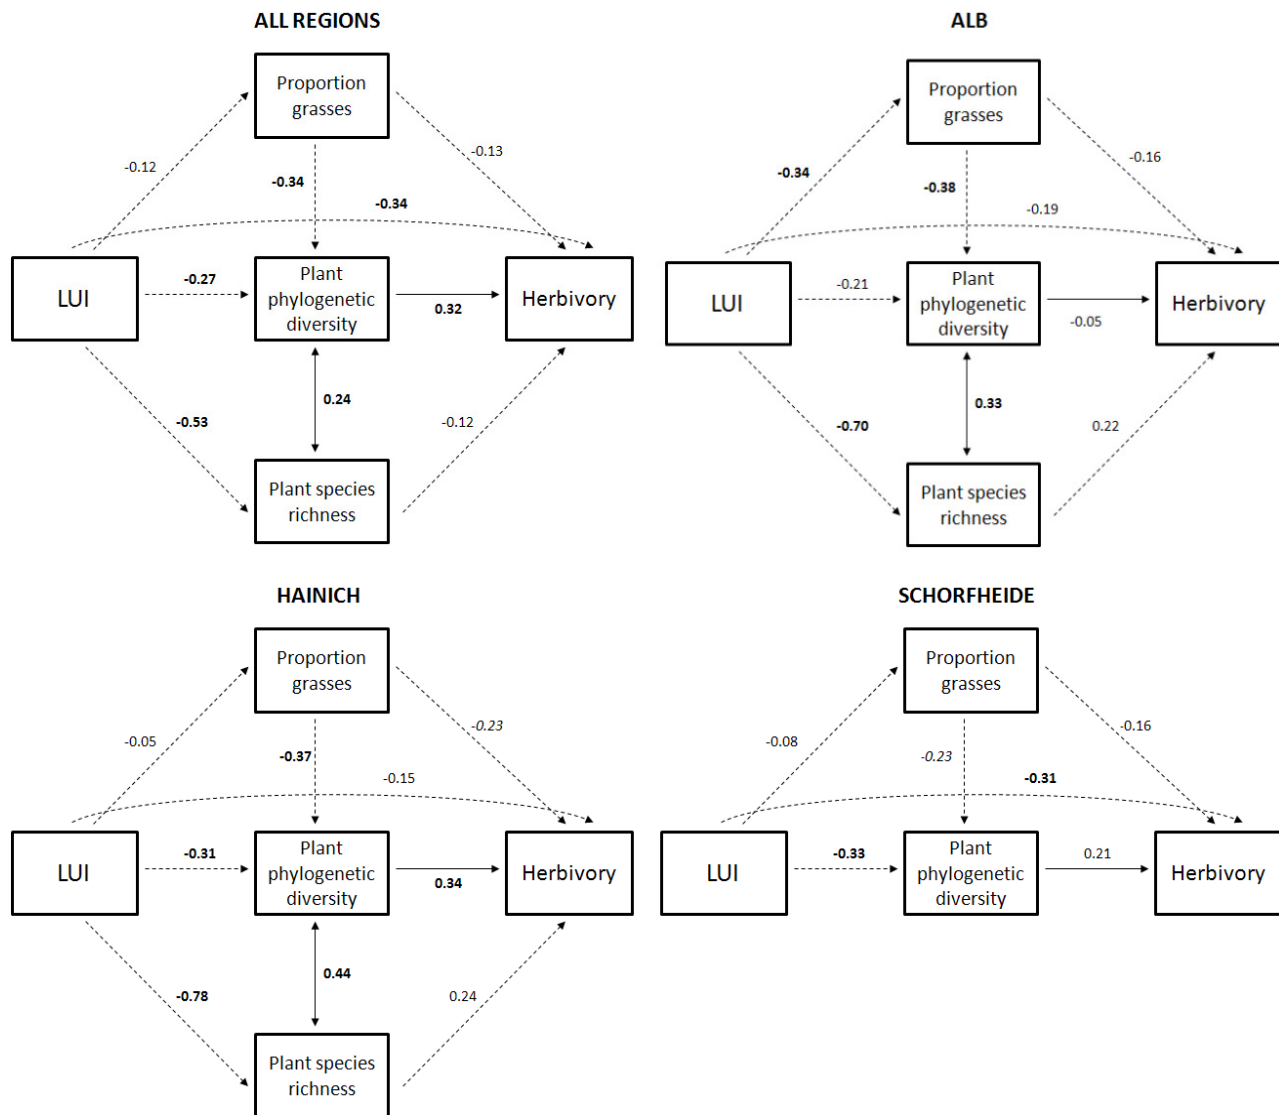 ALL REGIONS
Proportion
grasses
-0.12
-0.13
-0.34
-0.34
LUI
-0.27
Plant
phylogenetic
diversity
0.32
Herbivory
0.24
-0.53
-0.12
Plant species
richness
ALB
Proportion
grasses
-0.34
-0.16
-0.38
-0.19
LUI
-0.21
Plant
phylogenetic
diversity
-0.05
Herbivory
0.33
-0.70
0.22
Plant species
richness
HAINICH
Proportion
grasses
-0.05
-0.23
-0.37
-0.15
LUI
-0.31
Plant
phylogenetic
diversity
0.34
Herbivory
0.44
-0.78
0.24
Plant species
richness
SCHORFHEIDE
Proportion
grasses
-0.08
-0.16
-0.23
-0.31
LUI
-0.33
Plant
phylogenetic
diversity
0.21
Herbivory